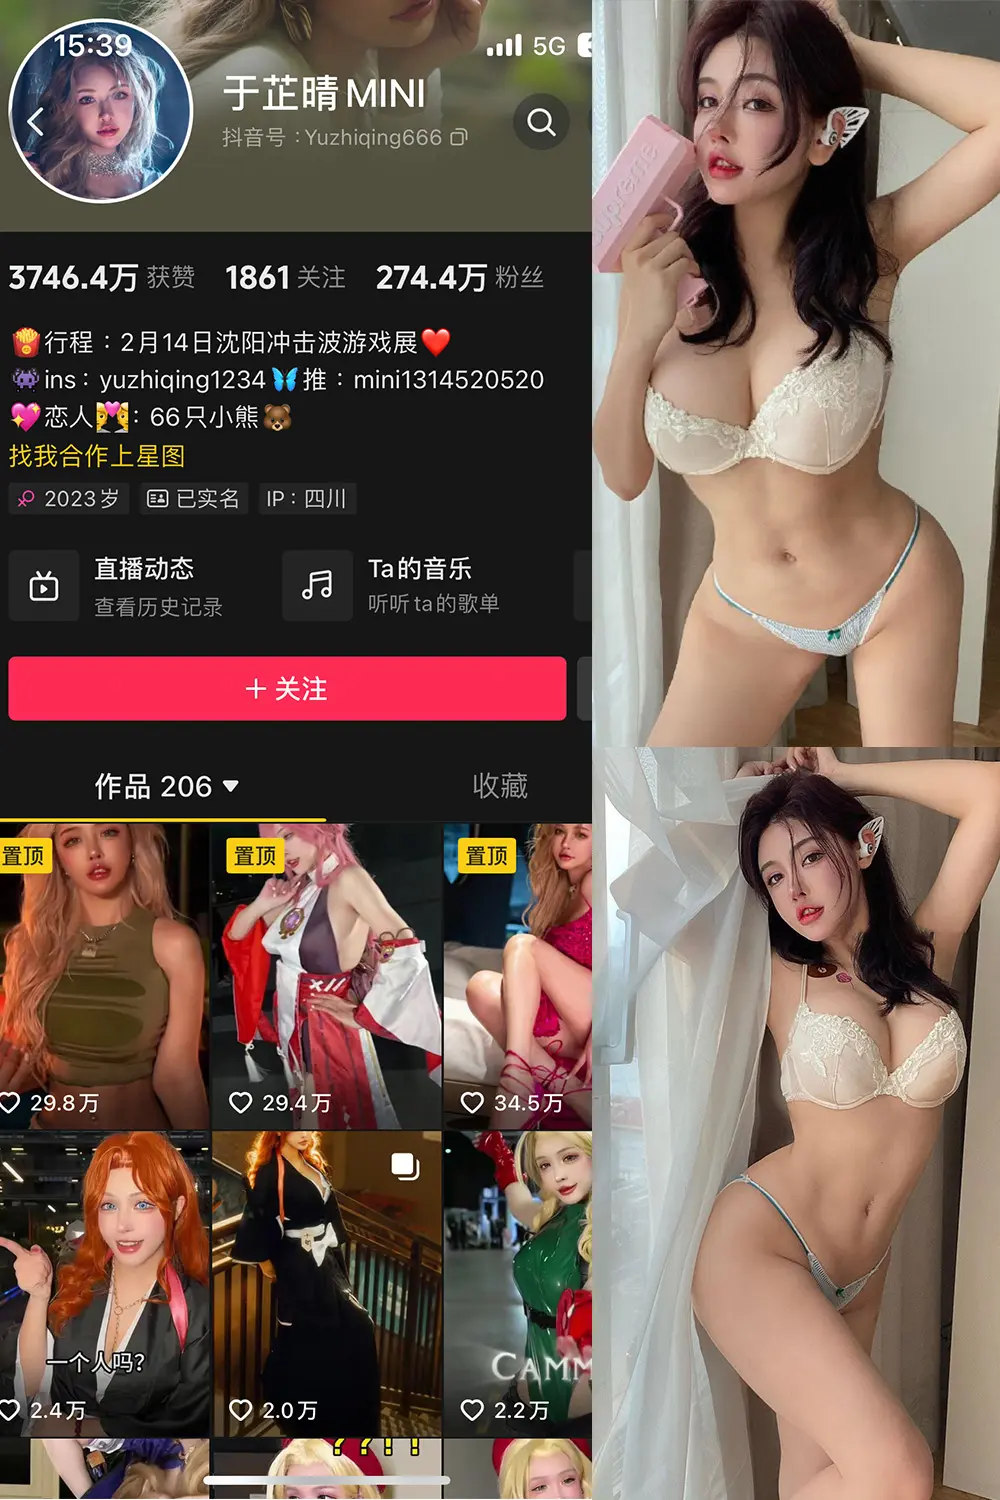 15:39
5G
于芷晴MINI
抖音号：Yuzhiqing666
3746.4万 获赞 1861 关注 274.4万 粉丝
🍟行程：2月14日沈阳冲击波游戏展❤️
👾ins：yuzhiqing1234🦋推：mini1314520520
💖恋人💏：66只小熊🐻
找我合作上星图
2023岁 已实名 IP：四川
直播动态
查看历史记录
Ta的音乐
听听ta的歌单
＋ 关注
作品 206 收藏
置顶 置顶 置顶
29.8万 29.4万 34.5万
一个人吗?
CAMM
2.4万 2.0万 2.2万
??!!
supreme